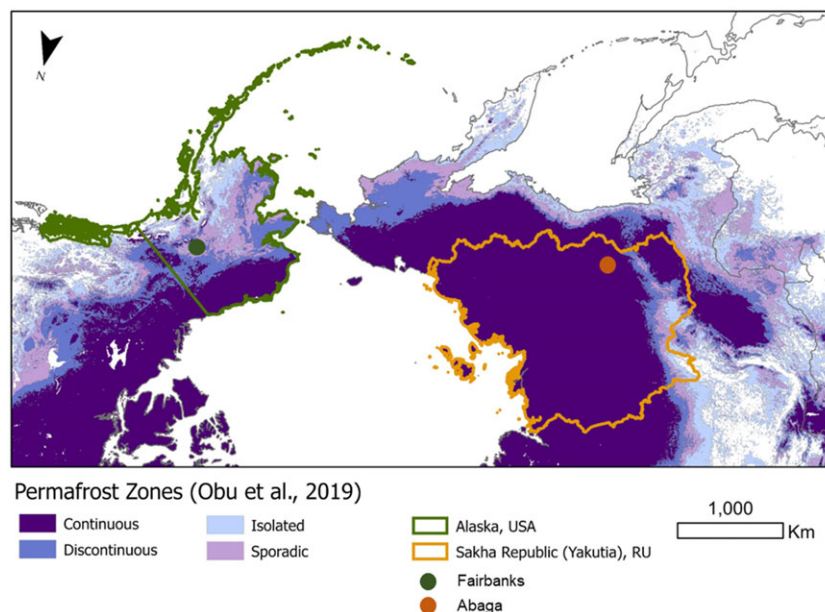 N
Permafrost Zones (Obu et al., 2019)
Continuous
Isolated
Discontinuous
Sporadic
Alaska, USA
Sakha Republic (Yakutia), RU
Fairbanks
Abaga
1,000
Km